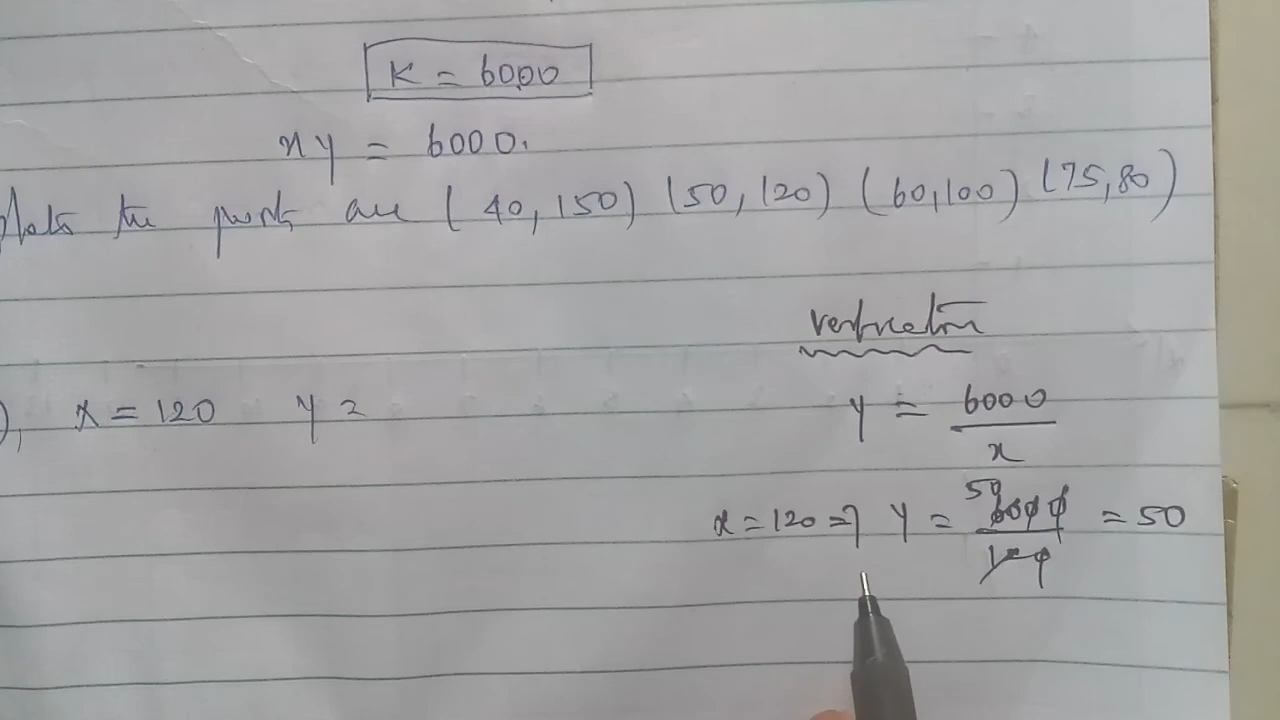 K = 6000
xy = 6000.
the points are (40,150) (50,120) (60,100) (75,80)
verification
), x = 120 y =
y = 6000 / x
x = 120 ⇒ y = 50 6000 / 120 = 50